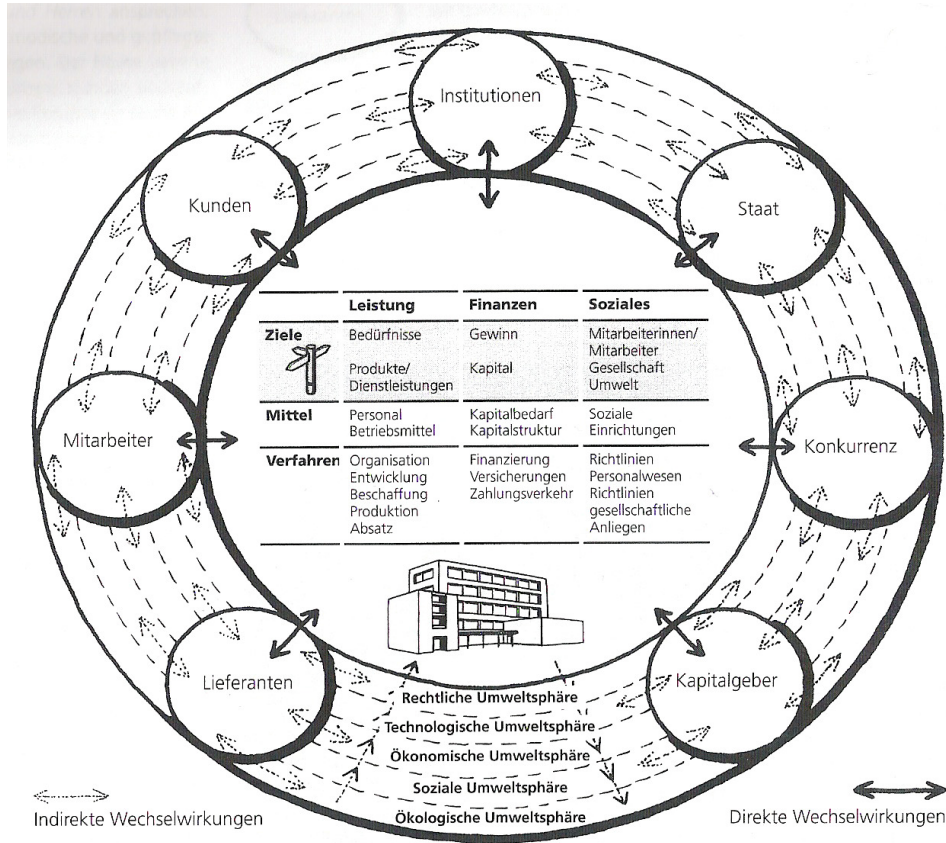 Institutionen
Kunden
Staat
Leistung Finanzen Soziales
Ziele Bedürfnisse Gewinn Mitarbeiterinnen/
Mitarbeiter
Produkte/ Kapital Gesellschaft
Dienstleistungen Umwelt
Mittel Personal Kapitalbedarf Soziale
Betriebsmittel Kapitalstruktur Einrichtungen
Verfahren Organisation Finanzierung Richtlinien
Entwicklung Versicherungen Personalwesen
Beschaffung Zahlungsverkehr Richtlinien
Produktion gesellschaftliche
Absatz Anliegen
Mitarbeiter
Konkurrenz
Lieferanten
Kapitalgeber
Rechtliche Umweltsphäre
Technologische Umweltsphäre
Ökonomische Umweltsphäre
Soziale Umweltsphäre
Ökologische Umweltsphäre
Indirekte Wechselwirkungen
Direkte Wechselwirkungen